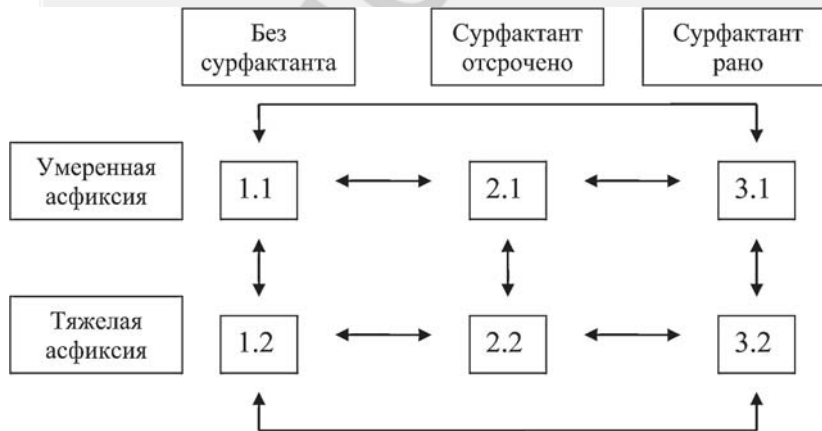 Без
сурфактанта
Сурфактант
отсрочено
Сурфактант
рано
Умеренная
асфиксия
1.1
2.1
3.1
Тяжелая
асфиксия
1.2
2.2
3.2